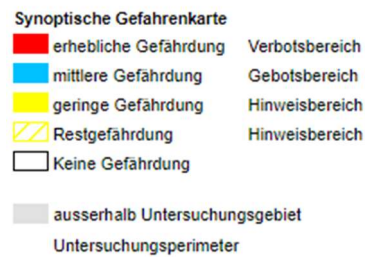 Synoptische Gefahrenkarte
erhebliche Gefährdung Verbotsbereich
mittlere Gefährdung Gebotsbereich
geringe Gefährdung Hinweisbereich
Restgefährdung Hinweisbereich
Keine Gefährdung
ausserhalb Untersuchungsgebiet
Untersuchungsperimeter